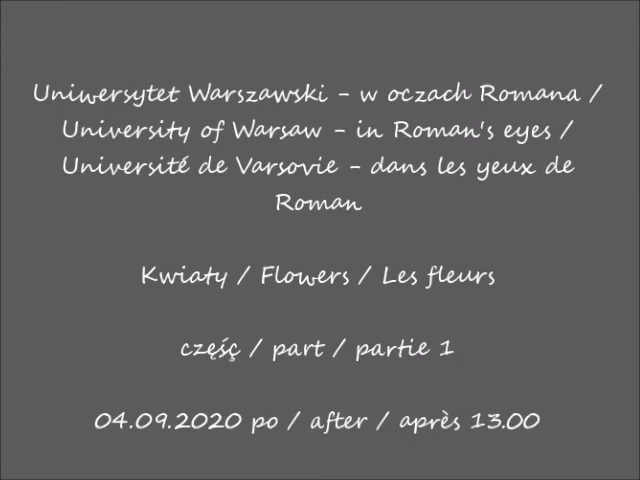 Uniwersytet Warszawski - w oczach Romana /
University of Warsaw - in Roman's eyes /
Université de Varsovie - dans les yeux de
Roman
Kwiaty / Flowers / Les fleurs
częśç / part / partie 1
04.09.2020 po / after / après 13.00